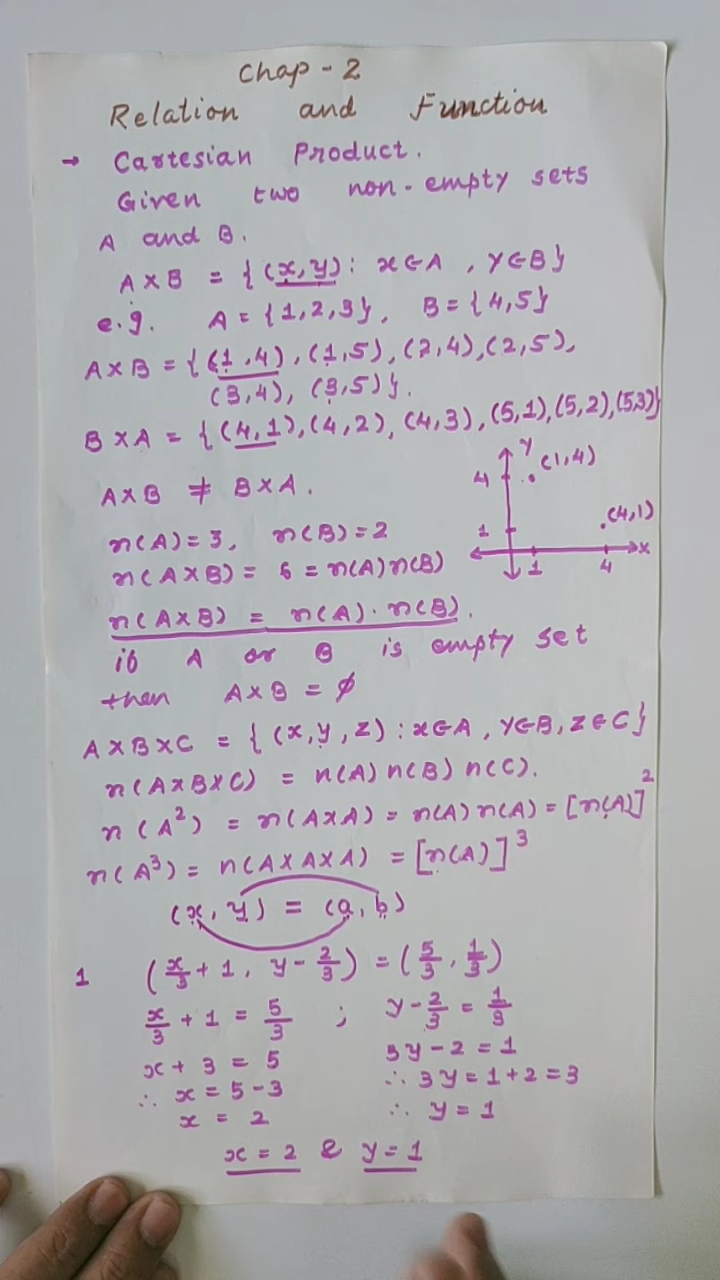 Chap - 2
Relation and Function
→ Cartesian Product.
Given two non-empty sets
A and B.
A×B = { (x,y) : x∈A , y∈B}
e.g. A = {1,2,3}, B = {4,5}
A×B = { (1,4), (1,5), (2,4), (2,5),
(3,4), (3,5)}.
B×A = { (4,1), (4,2), (4,3), (5,1), (5,2), (5,3)}
A×B ≠ B×A.
n(A)=3, n(B)=2
n(A×B) = 6 = n(A)n(B)
n(A×B) = n(A). n(B).
Y
4 (1,4)
1 (4,1)
X
1 4
if A or B is empty set
then A×B = ∅
A×B×C = { (x,y,z) : x∈A , y∈B, z∈C}
n(A×B×C) = n(A) n(B) n(C).
n(A²) = n(A×A) = n(A) n(A) = [n(A)]²
n(A³) = n(A×A×A) = [n(A)]³
(x,y) = (a,b)
1 (x/3 + 1, y - 2/3) = (5/3, 1/3)
x/3 + 1 = 5/3 ; y - 2/3 = 1/3
x + 3 = 5 3y - 2 = 1
∴ x = 5-3 ∴ 3y = 1+2 = 3
x = 2 ∴ y = 1
x = 2 & y = 1